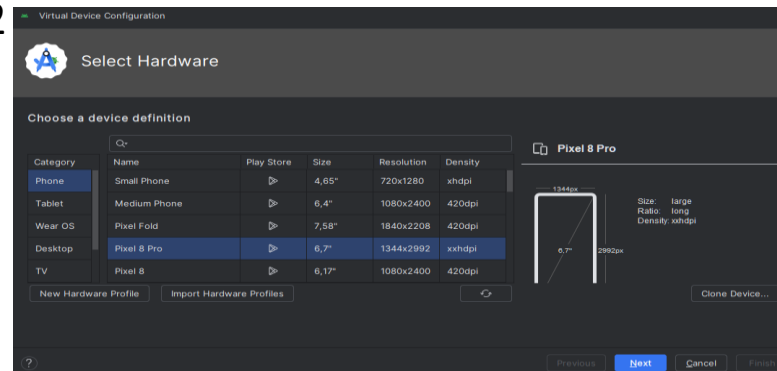 2
Virtual Device Configuration
Select Hardware
Choose a device definition
Category Name Play Store Size Resolution Density
Phone Small Phone 4,65" 720x1280 xhdpi
Tablet Medium Phone 6,4" 1080x2400 420dpi
Wear OS Pixel Fold 7,58" 1840x2208 420dpi
Desktop Pixel 8 Pro 6,7" 1344x2992 xxhdpi
TV Pixel 8 6,17" 1080x2400 420dpi
New Hardware Profile Import Hardware Profiles
Pixel 8 Pro
1344px
6,7"
2992px
Size: large
Ratio: long
Density: xxhdpi
Clone Device...
? Previous Next Cancel Finish